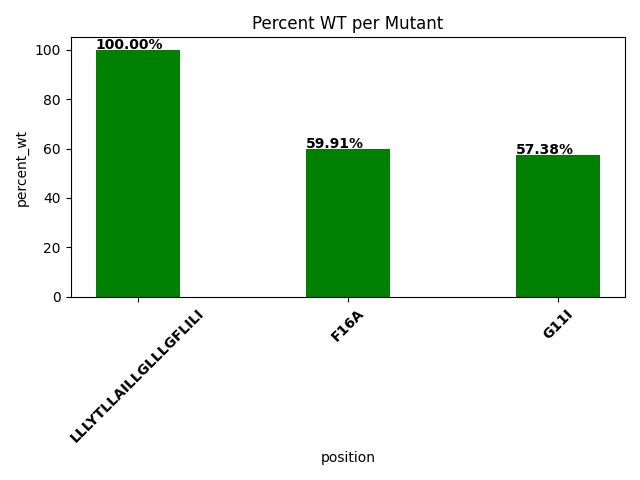 Percent WT per Mutant
percent_wt
100
80
60
40
20
0
100.00%
59.91%
57.38%
LLLYTLLAILLGLLLGFLILI
F16A
G11I
position